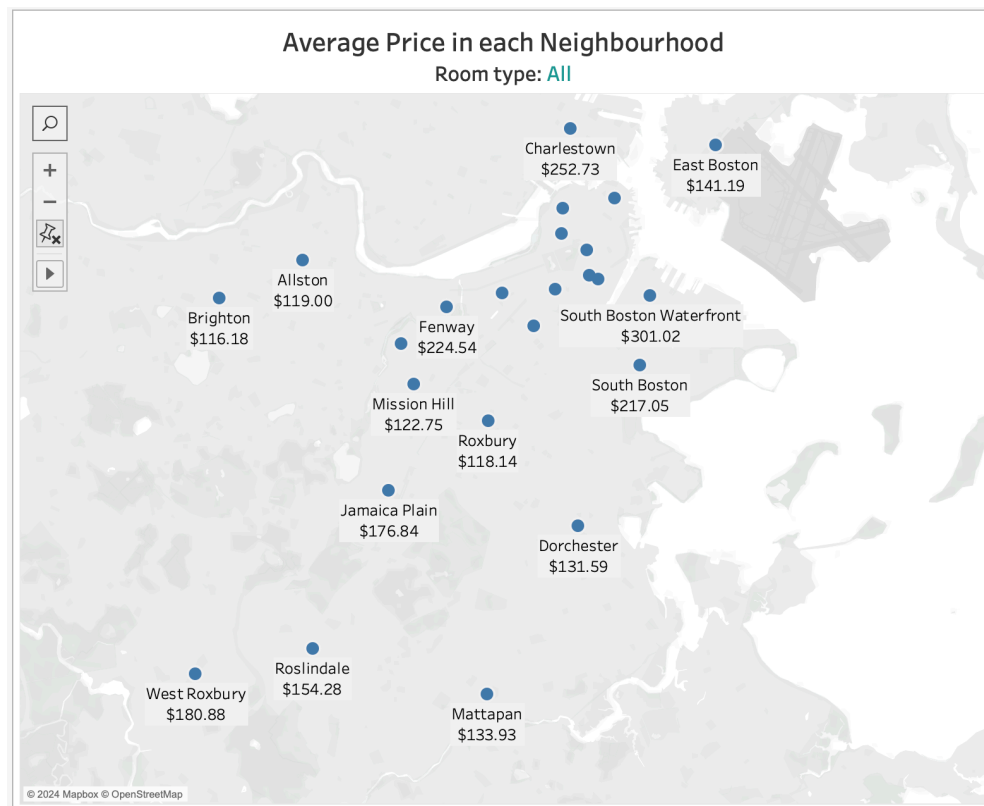 Average Price in each Neighbourhood
Room type: All
Charlestown
$252.73
East Boston
$141.19
Allston
$119.00
Brighton
$116.18
Fenway
$224.54
South Boston Waterfront
$301.02
Mission Hill
$122.75
South Boston
$217.05
Roxbury
$118.14
Jamaica Plain
$176.84
Dorchester
$131.59
Roslindale
$154.28
West Roxbury
$180.88
Mattapan
$133.93
© 2024 Mapbox © OpenStreetMap